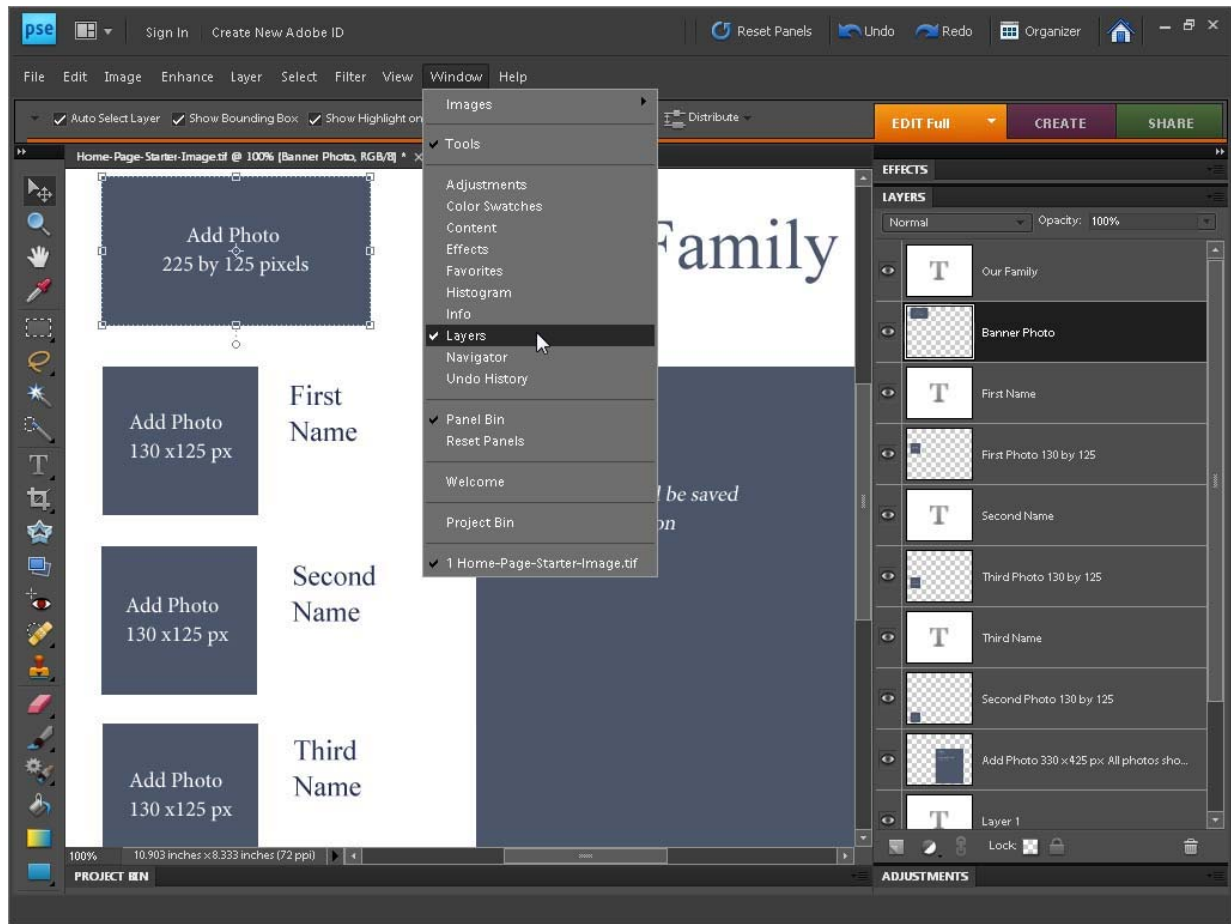 pse Sign In Create New Adobe ID Reset Panels Undo Redo Organizer
File Edit Image Enhance Layer Select Filter View Window Help
Auto Select Layer Show Bounding Box Show Highlight on Distribute
EDIT Full CREATE SHARE
Home-Page-Starter-Image.tif @ 100% (Banner Photo, RGB/8) *
Add Photo
225 by 125 pixels
Family
Add Photo
130 x125 px
First
Name
Add Photo
130 x125 px
Second
Name
Add Photo
130 x125 px
Third
Name
be saved
Images
Tools
Adjustments
Color Swatches
Content
Effects
Favorites
Histogram
Info
Layers
Navigator
Undo History
Panel Bin
Reset Panels
Welcome
Project Bin
1 Home-Page-Starter-Image.tif
EFFECTS
LAYERS
Normal Opacity: 100%
T Our Family
Banner Photo
T First Name
First Photo 130 by 125
T Second Name
Third Photo 130 by 125
T Third Name
Second Photo 130 by 125
Add Photo 330 x 425 px All photos sho...
T Layer 1
Lock:
ADJUSTMENTS
100% 10.903 inches x 8.333 inches (72 ppi)
PROJECT BIN